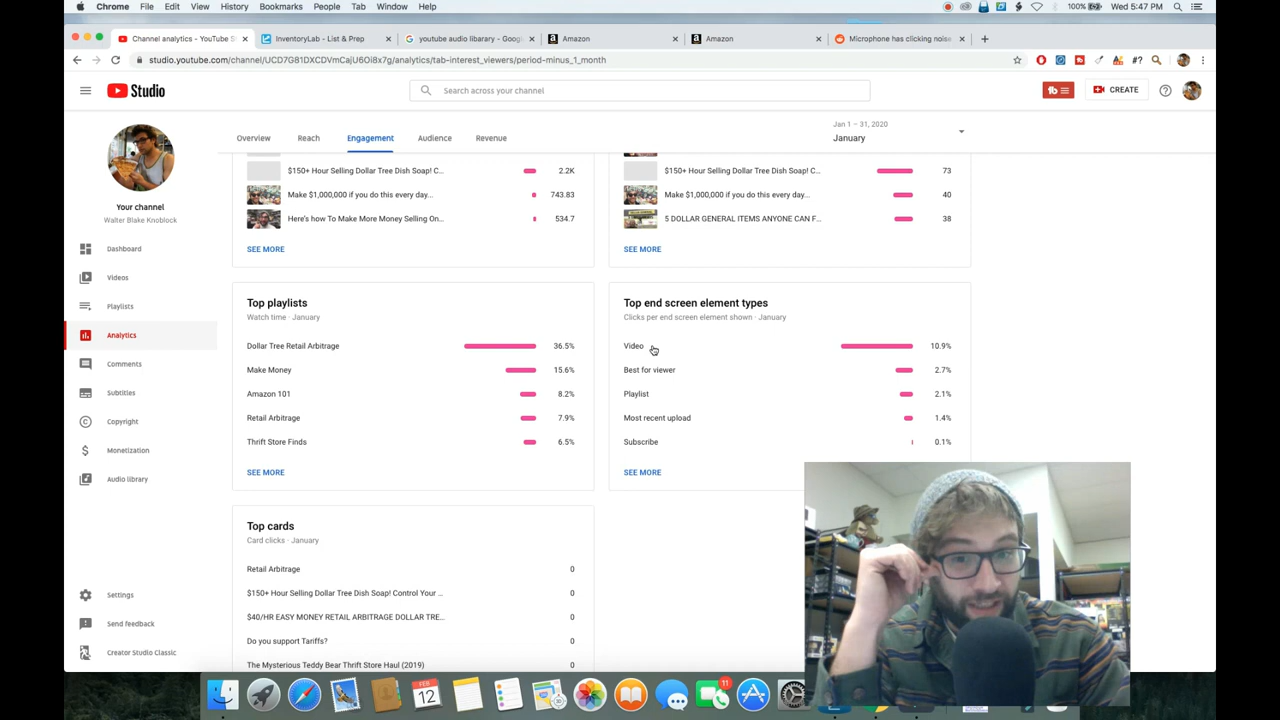 Chrome File Edit View History Bookmarks People Tab Window Help
100% Wed 5:47 PM
Channel analytics - YouTube S
InventoryLab - List & Prep
youtube audio libarary - Goog
Amazon
Amazon
Microphone has clicking noise
studio.youtube.com/channel/UCD7G81DXCDVmCajU6Oi8x7g/analytics/tab-interest_viewers/period-minus_1_month
Studio
Search across your channel
CREATE
Overview Reach Engagement Audience Revenue
Jan 1 – 31, 2020
January
Your channel
Walter Blake Knoblock
Dashboard
Videos
Playlists
Analytics
Comments
Subtitles
Copyright
Monetization
Audio library
Settings
Send feedback
Creator Studio Classic
$150+ Hour Selling Dollar Tree Dish Soap! C... 2.2K
Make $1,000,000 if you do this every day... 743.83
Here's how To Make More Money Selling On... 534.7
SEE MORE
$150+ Hour Selling Dollar Tree Dish Soap! C... 73
Make $1,000,000 if you do this every day... 40
5 DOLLAR GENERAL ITEMS ANYONE CAN F... 38
SEE MORE
Top playlists
Watch time · January
Dollar Tree Retail Arbitrage 36.5%
Make Money 15.6%
Amazon 101 8.2%
Retail Arbitrage 7.9%
Thrift Store Finds 6.5%
SEE MORE
Top end screen element types
Clicks per end screen element shown · January
Video 10.9%
Best for viewer 2.7%
Playlist 2.1%
Most recent upload 1.4%
Subscribe 0.1%
SEE MORE
Top cards
Card clicks · January
Retail Arbitrage 0
$150+ Hour Selling Dollar Tree Dish Soap! Control Your ... 0
$40/HR EASY MONEY RETAIL ARBITRAGE DOLLAR TRE... 0
Do you support Tariffs? 0
The Mysterious Teddy Bear Thrift Store Haul (2019) 0
FEB
12
11